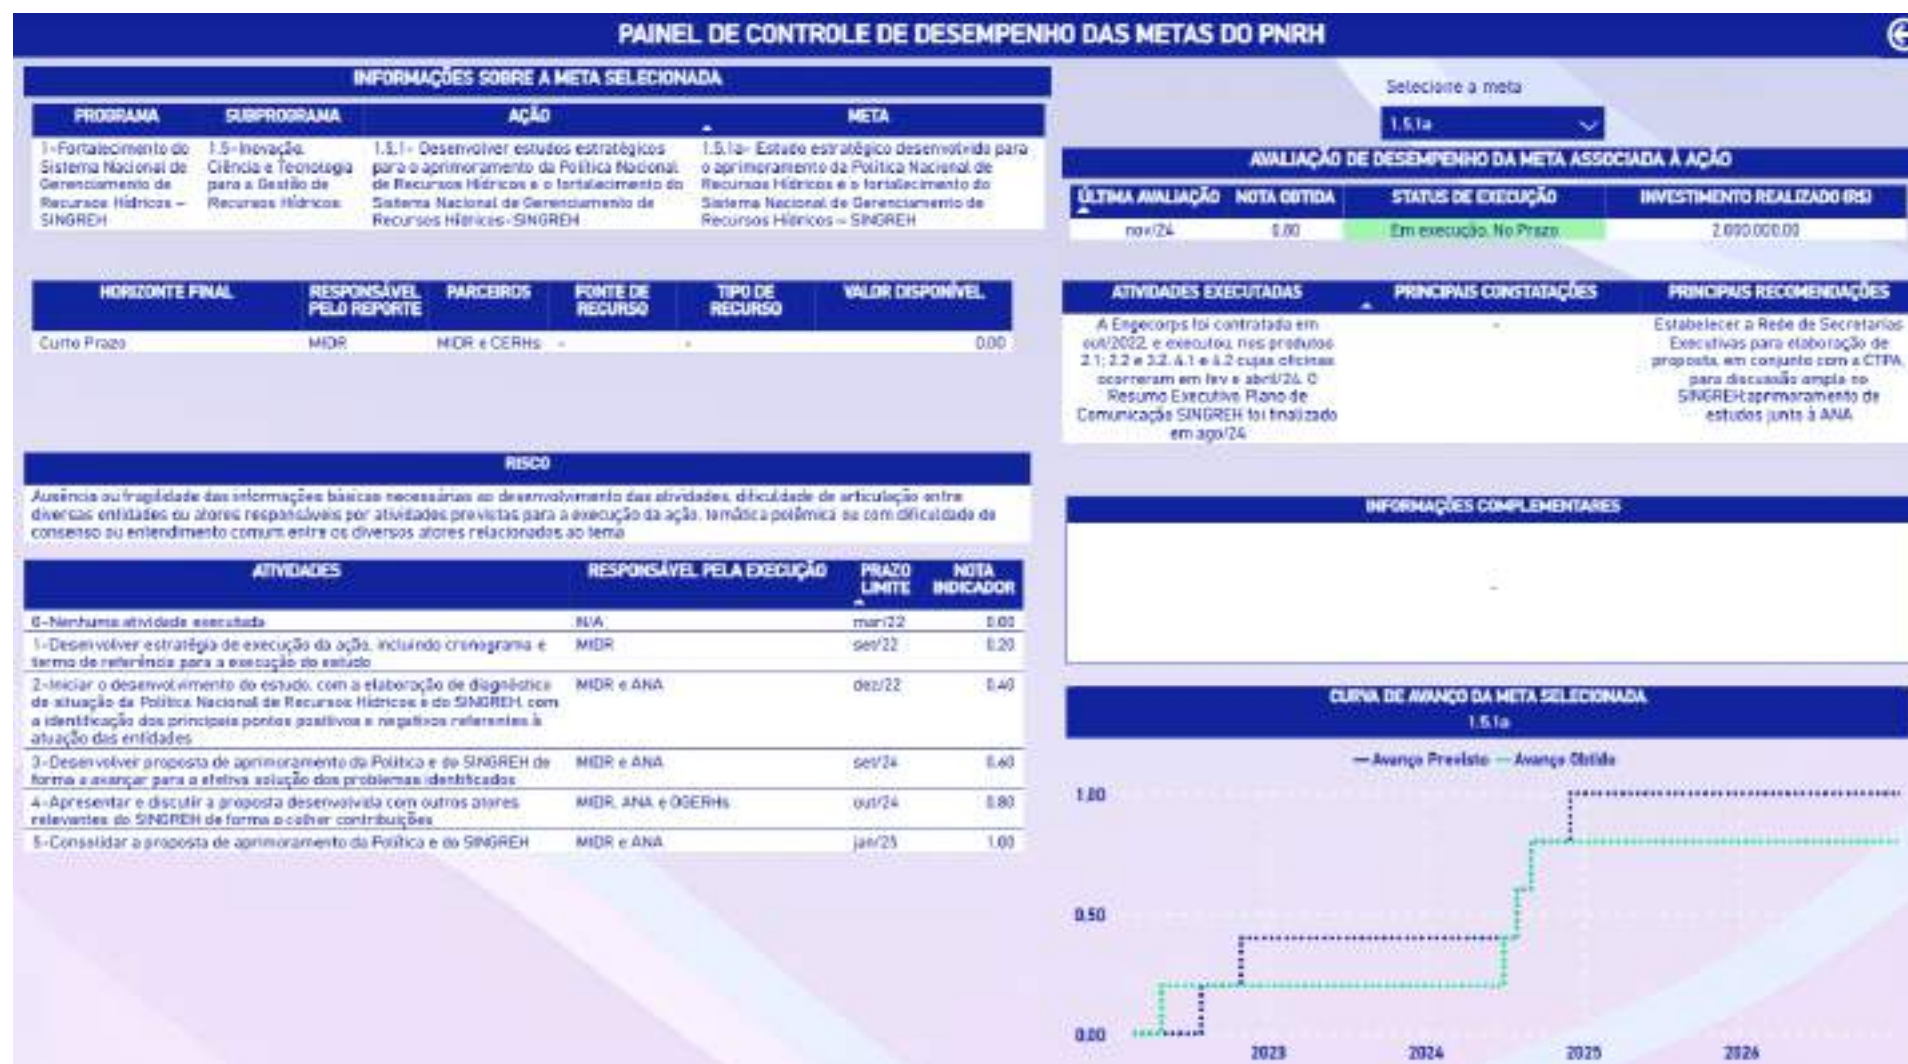 PAINEL DE CONTROLE DE DESEMPENHO DAS METAS DO PNRH
INFORMAÇÕES SOBRE A META SELECIONADA
PROGRAMA SUBPROGRAMA AÇÃO META
1-Fortalecimento do Sistema Nacional de Gerenciamento de Recursos Hídricos – SINGREH
1.5-Inovação, Ciência e Tecnologia para a Gestão de Recursos Hídricos
1.5.1- Desenvolver estudos estratégicos para o aprimoramento da Política Nacional de Recursos Hídricos e o fortalecimento do Sistema Nacional de Gerenciamento de Recursos Hídricos-SINGREH
1.5.1a- Estudo estratégico desenvolvido para o aprimoramento da Política Nacional de Recursos Hídricos e o fortalecimento do Sistema Nacional de Gerenciamento de Recursos Hídricos – SINGREH
HORIZONTE FINAL RESPONSÁVEL PELO REPORTE PARCEIROS FONTE DE RECURSO TIPO DE RECURSO VALOR DISPONÍVEL
Curto Prazo MIDR MIDR e CERHs - - 0.00
RISCO
Ausência ou fragilidade das informações básicas necessárias ao desenvolvimento das atividades, dificuldade de articulação entre
diversas entidades ou atores responsáveis por atividades previstas para a execução da ação, temática polêmica ou com dificuldade de
consenso ou entendimento comum entre os diversos atores relacionados ao tema
ATIVIDADES RESPONSÁVEL PELA EXECUÇÃO PRAZO LIMITE NOTA INDICADOR
0-Nenhuma atividade executada N/A mar/22 0.00
1-Desenvolver estratégia de execução da ação, incluindo cronograma e MIDR set/22 0.20
termo de referência para a execução do estudo
2-Iniciar o desenvolvimento do estudo, com a elaboração de diagnóstico MIDR e ANA dez/22 0.40
de situação da Política Nacional de Recursos Hídricos e do SINGREH, com
a identificação dos principais pontos positivos e negativos referentes à
atuação das entidades
3-Desenvolver proposta de aprimoramento da Política e do SINGREH de MIDR e ANA set/24 0.60
forma a avançar para a efetiva solução dos problemas identificados
4-Apresentar e discutir a proposta desenvolvida com outros atores MIDR, ANA e OGERHs out/24 0.80
relevantes do SINGREH de forma a colher contribuições
5-Consolidar a proposta de aprimoramento da Política e do SINGREH MIDR e ANA jan/25 1.00
Selecione a meta
1.5.1a
AVALIAÇÃO DE DESEMPENHO DA META ASSOCIADA À AÇÃO
ÚLTIMA AVALIAÇÃO NOTA OBTIDA STATUS DE EXECUÇÃO INVESTIMENTO REALIZADO (R$)
nov/24 0.80 Em execução. No Prazo 2.000.000.00
ATIVIDADES EXECUTADAS PRINCIPAIS CONSTATAÇÕES PRINCIPAIS RECOMENDAÇÕES
A Engecorps foi contratada em
out/2022, e executou, nos produtos
2.1; 2.2 e 3.2, 4.1 e 4.2 cujas oficinas
ocorreram em fev e abril/24. O
Resumo Executivo Plano de
Comunicação SINGREH foi finalizado
em ago/24
-
Estabelecer a Rede de Secretarias
Executivas para elaboração de
proposta, em conjunto com a CTPA,
para discussão ampla no
SINGREH;aprimoramento de
estudos junto à ANA
INFORMAÇÕES COMPLEMENTARES
-
CURVA DE AVANÇO DA META SELECIONADA
1.5.1a
Avanço Previsto Avanço Obtido
1.00
0.50
0.00
2023 2024 2025 2026